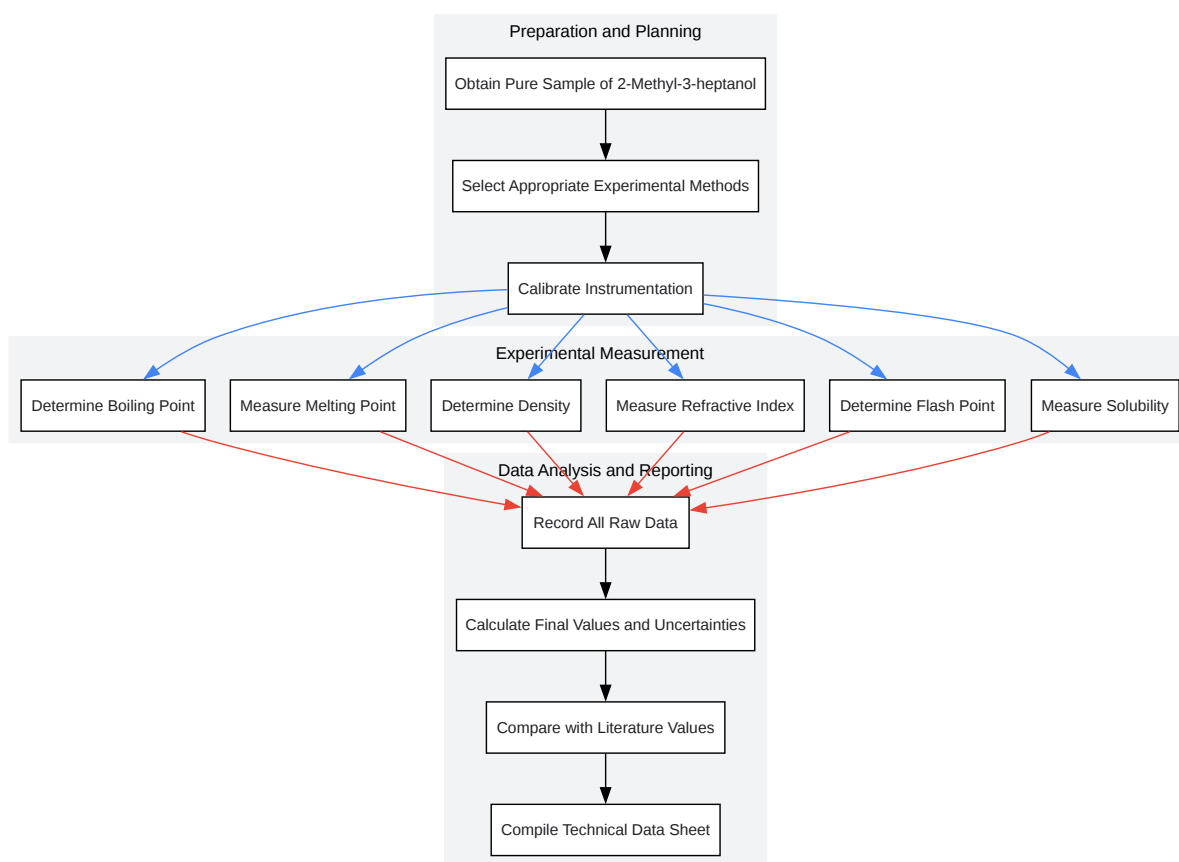 Preparation and Planning
Obtain Pure Sample of 2-Methyl-3-heptanol
Select Appropriate Experimental Methods
Calibrate Instrumentation
Experimental Measurement
Determine Boiling Point
Measure Melting Point
Determine Density
Measure Refractive Index
Determine Flash Point
Measure Solubility
Data Analysis and Reporting
Record All Raw Data
Calculate Final Values and Uncertainties
Compare with Literature Values
Compile Technical Data Sheet